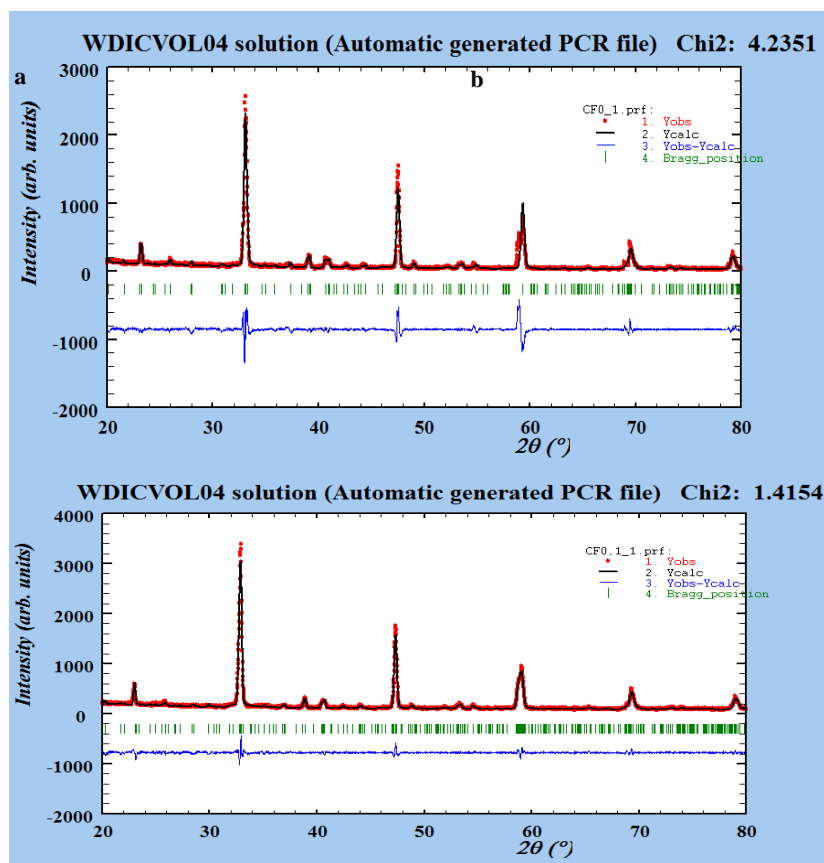 WDICVOL04 solution (Automatic generated PCR file) Chi2: 4.2351
a
b
3000
2000
1000
0
-1000
-2000
Intensity (arb. units)
CF0_1.prf:
1. Yobs
2. Ycalc
3. Yobs-Ycalc
4. Bragg_position
20 30 40 50 60 70 80
2θ (°)
WDICVOL04 solution (Automatic generated PCR file) Chi2: 1.4154
4000
3000
2000
1000
0
-1000
-2000
Intensity (arb. units)
CF0,1_1.prf:
1. Yobs
2. Ycalc
3. Yobs-Ycalc
4. Bragg_position
20 30 40 50 60 70 80
2θ (°)